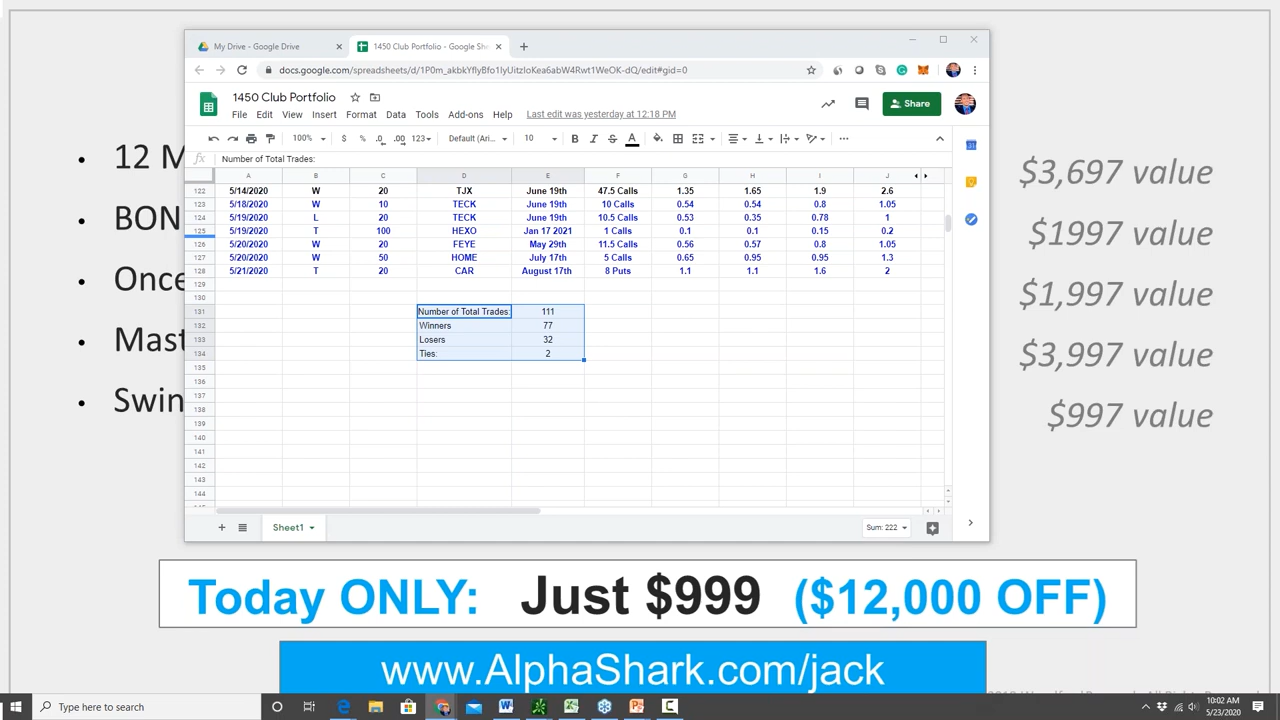 My Drive - Google Drive
1450 Club Portfolio - Google She
docs.google.com/spreadsheets/d/1P0m_akbkYflyBfo1IyUitzIoKea6abW4Rwt1WeOK-dQ/edit#gid=0
1450 Club Portfolio
File Edit View Insert Format Data Tools Add-ons Help Last edit was yesterday at 12:18 PM
Share
100% $ % .0 .00 123 Default (Ari... 10 B I S A
fx Number of Total Trades:
A B C D E F G H I J
122 5/14/2020 W 20 TJX June 19th 47.5 Calls 1.35 1.65 1.9 2.6
123 5/18/2020 W 10 TECK June 19th 10 Calls 0.54 0.54 0.8 1.05
124 5/19/2020 L 20 TECK June 19th 10.5 Calls 0.53 0.35 0.78 1
125 5/19/2020 T 100 HEXO Jan 17 2021 1 Calls 0.1 0.1 0.15 0.2
126 5/20/2020 W 20 FEYE May 29th 11.5 Calls 0.56 0.57 0.8 1.05
127 5/20/2020 W 50 HOME July 17th 5 Calls 0.65 0.95 0.95 1.3
128 5/21/2020 T 20 CAR August 17th 8 Puts 1.1 1.1 1.6 2
129
130
131 Number of Total Trades: 111
132 Winners 77
133 Losers 32
134 Ties: 2
135
136
137
138
139
140
141
142
143
144
Sheet1
Sum: 222
12 M
$3,697 value
BON
$1997 value
Once
$1,997 value
Mast
$3,997 value
Swin
$997 value
Today ONLY: Just $999 ($12,000 OFF)
www.AlphaShark.com/jack
Type here to search
10:02 AM
5/23/2020